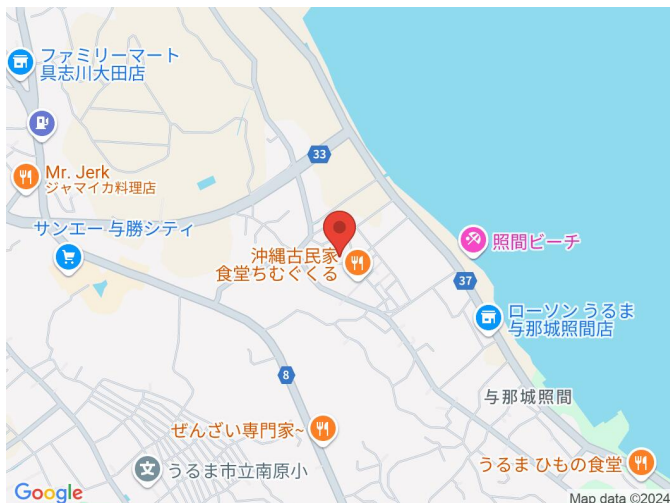 ファミリーマート
具志川大田店
33
Mr. Jerk
ジャマイカ料理店
サンエー 与勝シティ
沖縄古民家
食堂ちむぐくる
照間ビーチ
37
ローソン うるま
与那城照間店
8
与那城照間
ぜんざい専門家~
うるま市立南原小
うるま ひもの食堂
Google
Map data ©2024